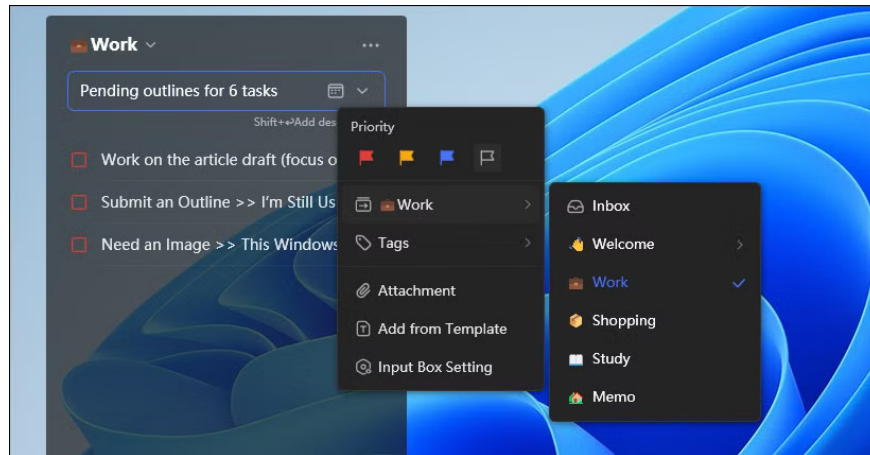 Work
Pending outlines for 6 tasks
Shift+↵Add des
Work on the article draft (focus o
Submit an Outline >> I'm Still Us
Need an Image >> This Windows
Priority
Work
Tags
Attachment
Add from Template
Input Box Setting
Inbox
Welcome
Work
Shopping
Study
Memo